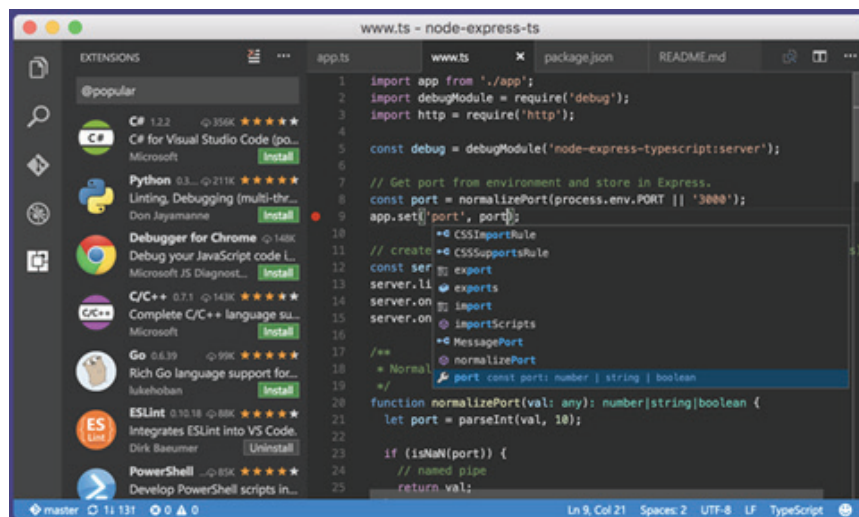 www.ts - node-express-ts
EXTENSIONS
@popular
C# 1.2.2 356K
C# for Visual Studio Code (po...
Microsoft Install
Python 0.3... 211K
Linting, Debugging (multi-thr...
Don Jayamanne Install
Debugger for Chrome 148K
Debug your JavaScript code i...
Microsoft JS Diagnost... Install
C/C++ 0.7.1 143K
Complete C/C++ language su...
Microsoft Install
Go 0.6.39 99K
Rich Go language support for...
lukehoban Install
ESLint 0.10.18 88K
Integrates ESLint into VS Code.
Dirk Baeumer Uninstall
PowerShell ... 85K
Develop PowerShell scripts in...
C#
C/C++
ES
Lint
app.ts www.ts package.json README.md
1 import app from './app';
2 import debugModule = require('debug');
3 import http = require('http');
4
5 const debug = debugModule('node-express-typescript:server');
6
7 // Get port from environment and store in Express.
8 const port = normalizePort(process.env.PORT || '3000');
9 app.set('port', port);
10
11 // create
12 const ser
13 server.li
14 server.on
15 server.on
16
17 /**
18 * Normal
19 */
20 function normalizePort(val: any): number|string|boolean {
21 let port = parseInt(val, 10);
22
23 if (isNaN(port)) {
24 // named pipe
25 return val;
CSSImportRule
CSSSupportsRule
export
exports
import
importScripts
MessagePort
normalizePort
port const port: number | string | boolean
master 1↓ 13↑ 0 0 Ln 9, Col 21 Spaces: 2 UTF-8 LF TypeScript